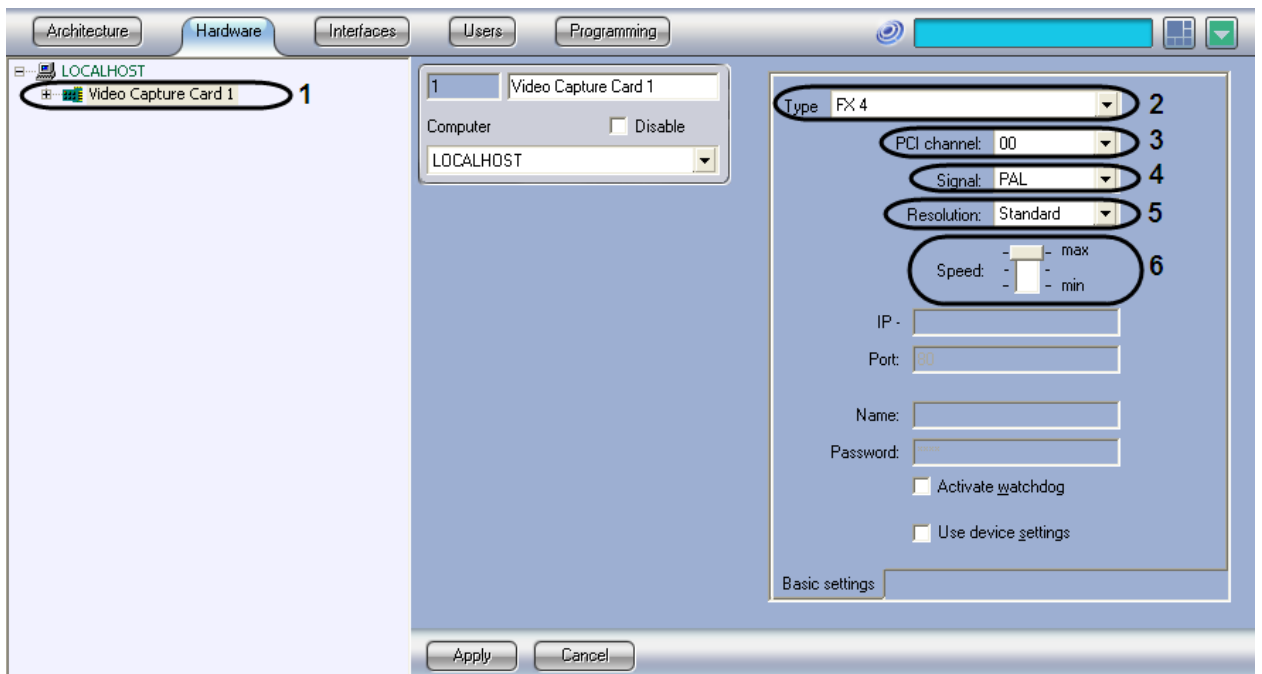 Architecture Hardware Interfaces Users Programming
LOCALHOST
Video Capture Card 1 1
1 Video Capture Card 1
Computer Disable
LOCALHOST
Type FX 4 2
PCI channel: 00 3
Signal: PAL 4
Resolution: Standard 5
max
Speed: 6
min
IP -
Port: 80
Name:
Password: ****
Activate watchdog
Use device settings
Basic settings
Apply Cancel